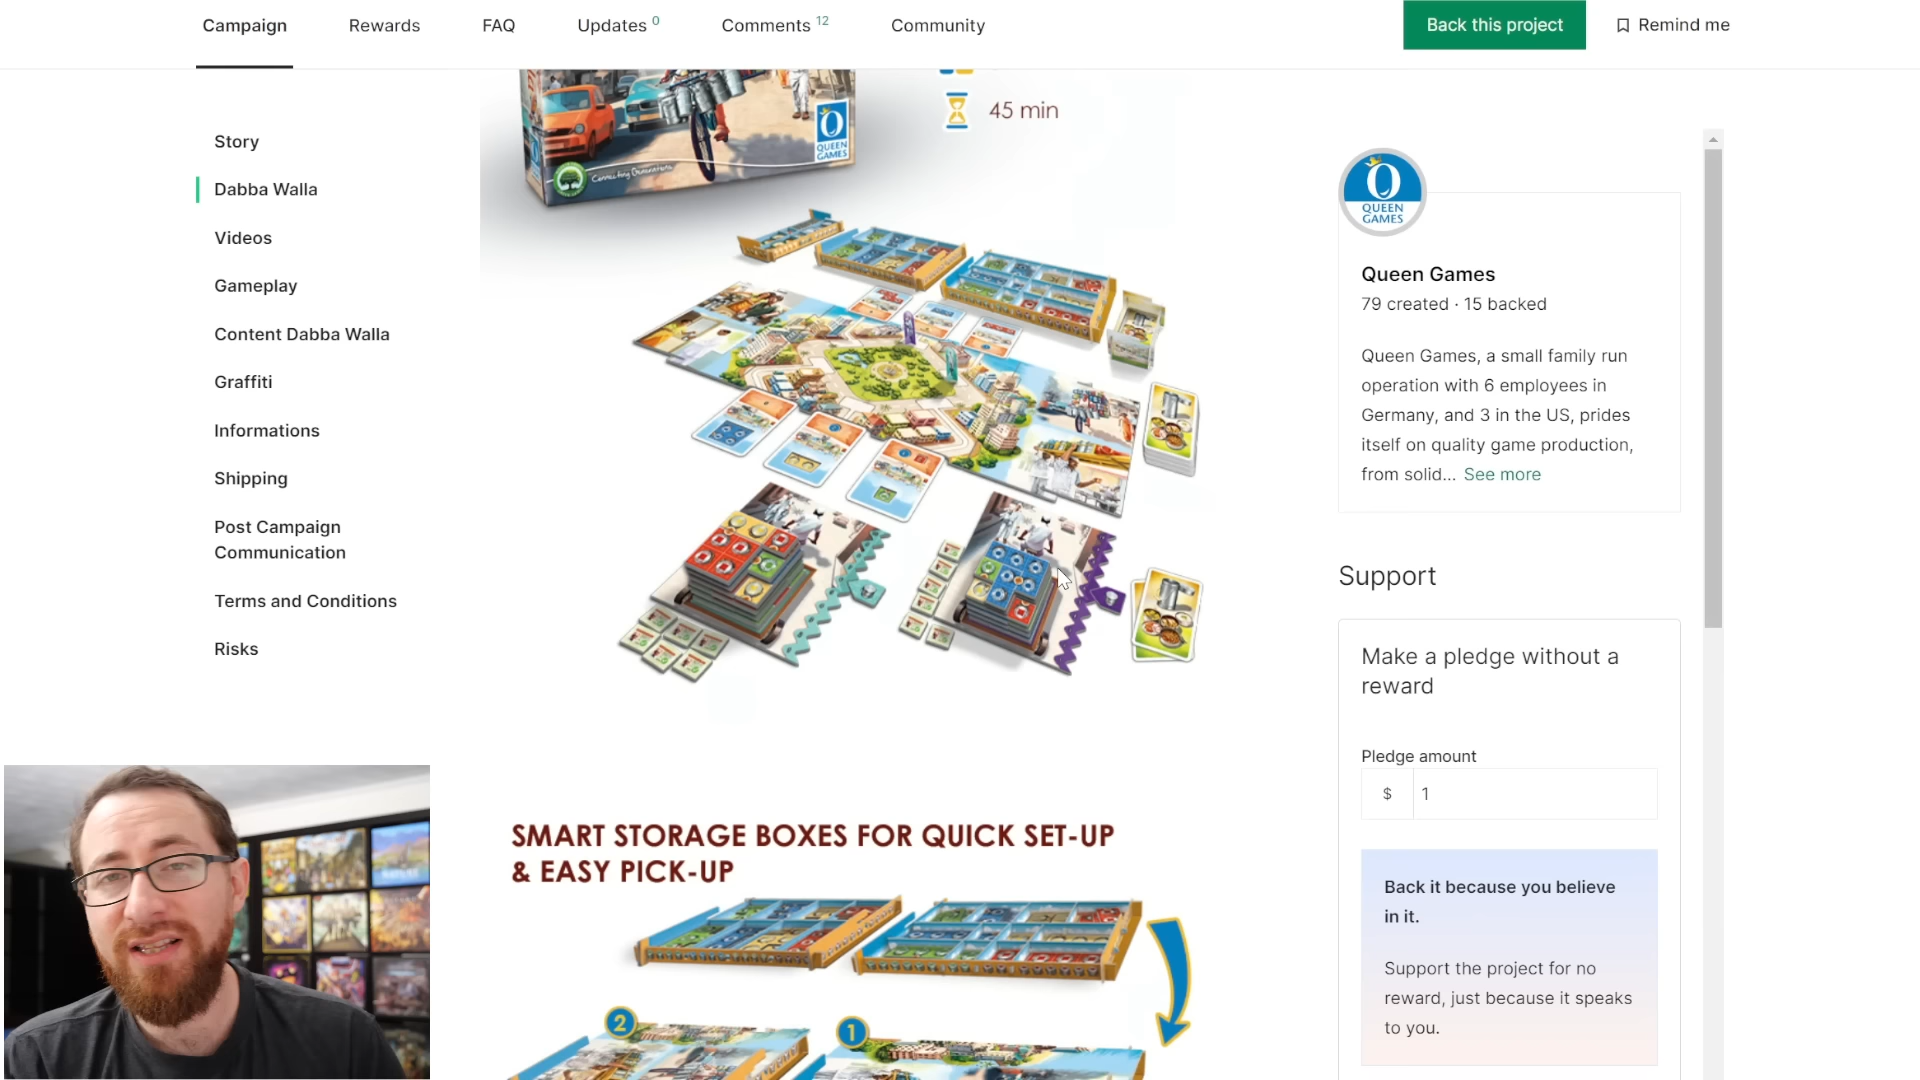 Campaign
Rewards
FAQ
Updates 0
Comments 12
Community
Back this project
Remind me
Story
Dabba Walla
Videos
Gameplay
Content Dabba Walla
Graffiti
Informations
Shipping
Post Campaign
Communication
Terms and Conditions
Risks
45 min
QUEEN
GAMES
Connecting Generations
SMART STORAGE BOXES FOR QUICK SET-UP
& EASY PICK-UP
2
1
QUEEN
GAMES
Queen Games
79 created · 15 backed
Queen Games, a small family run
operation with 6 employees in
Germany, and 3 in the US, prides
itself on quality game production,
from solid... See more
Support
Make a pledge without a
reward
Pledge amount
$ 1
Back it because you believe
in it.
Support the project for no
reward, just because it speaks
to you.